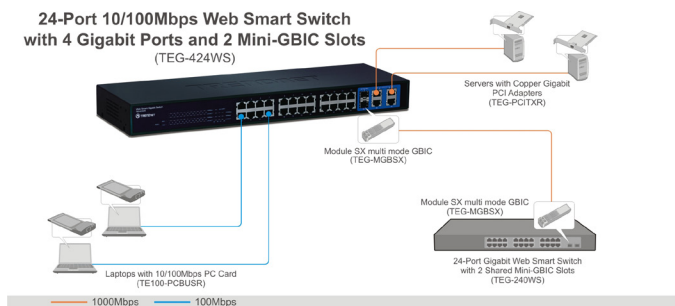 24-Port 10/100Mbps Web Smart Switch
with 4 Gigabit Ports and 2 Mini-GBIC Slots
(TEG-424WS)
TRENDnet
Servers with Copper Gigabit
PCI Adapters
(TEG-PCITXR)
Module SX multi mode GBIC
(TEG-MGBSX)
Module SX multi mode GBIC
(TEG-MGBSX)
24-Port Gigabit Web Smart Switch
with 2 Shared Mini-GBIC Slots
(TEG-240WS)
Laptops with 10/100Mbps PC Card
(TE100-PCBUSR)
1000Mbps
100Mbps